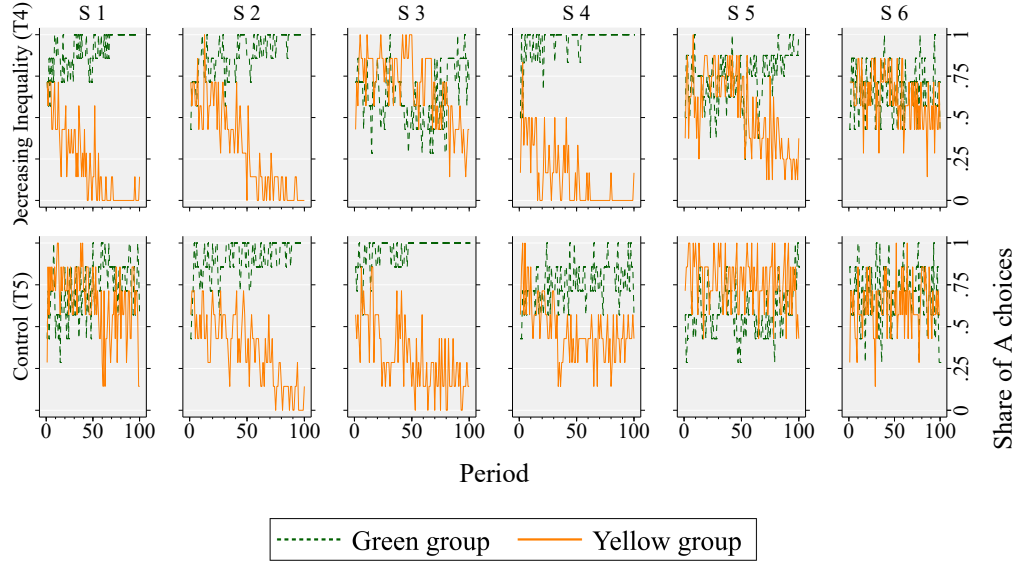 S 1 S 2 S 3 S 4 S 5 S 6
Decreasing Inequality (T4)
0 .25 .5 .75 1
Control (T5)
0 .25 .5 .75 1
Share of A choices
0 50 100 0 50 100 0 50 100 0 50 100 0 50 100 0 50 100
Period
Green group Yellow group